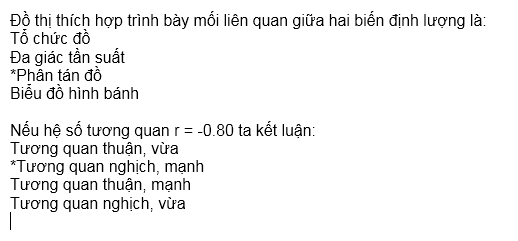 Đồ thị thích hợp trình bày mối liên quan giữa hai biến định lượng là:
Tổ chức đồ
Đa giác tần suất
*Phân tán đồ
Biểu đồ hình bánh
Nếu hệ số tương quan r = -0.80 ta kết luận:
Tương quan thuận, vừa
*Tương quan nghịch, mạnh
Tương quan thuận, mạnh
Tương quan nghịch, vừa